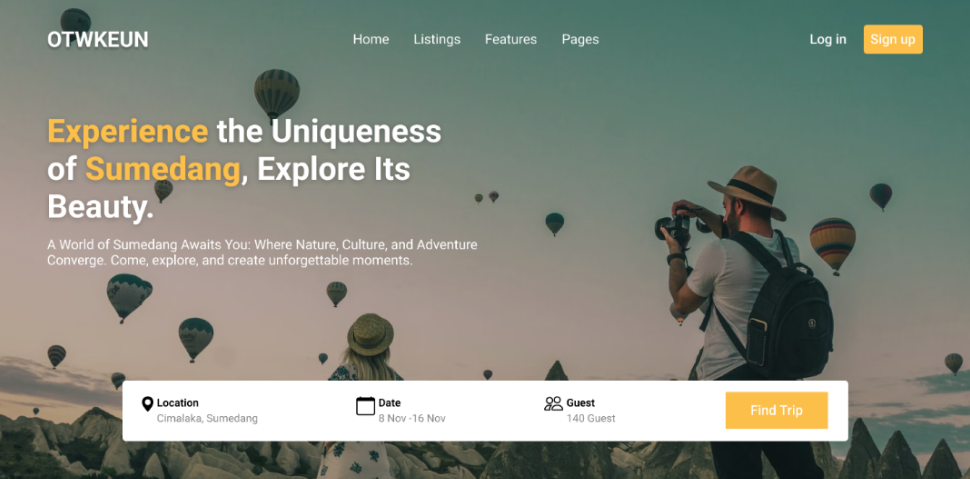 OTWKEUN
Home Listings Features Pages
Log in Sign up
Experience the Uniqueness
of Sumedang, Explore Its
Beauty.
A World of Sumedang Awaits You: Where Nature, Culture, and Adventure
Converge. Come, explore, and create unforgettable moments.
Location
Cimalaka, Sumedang
Date
8 Nov -16 Nov
Guest
140 Guest
Find Trip